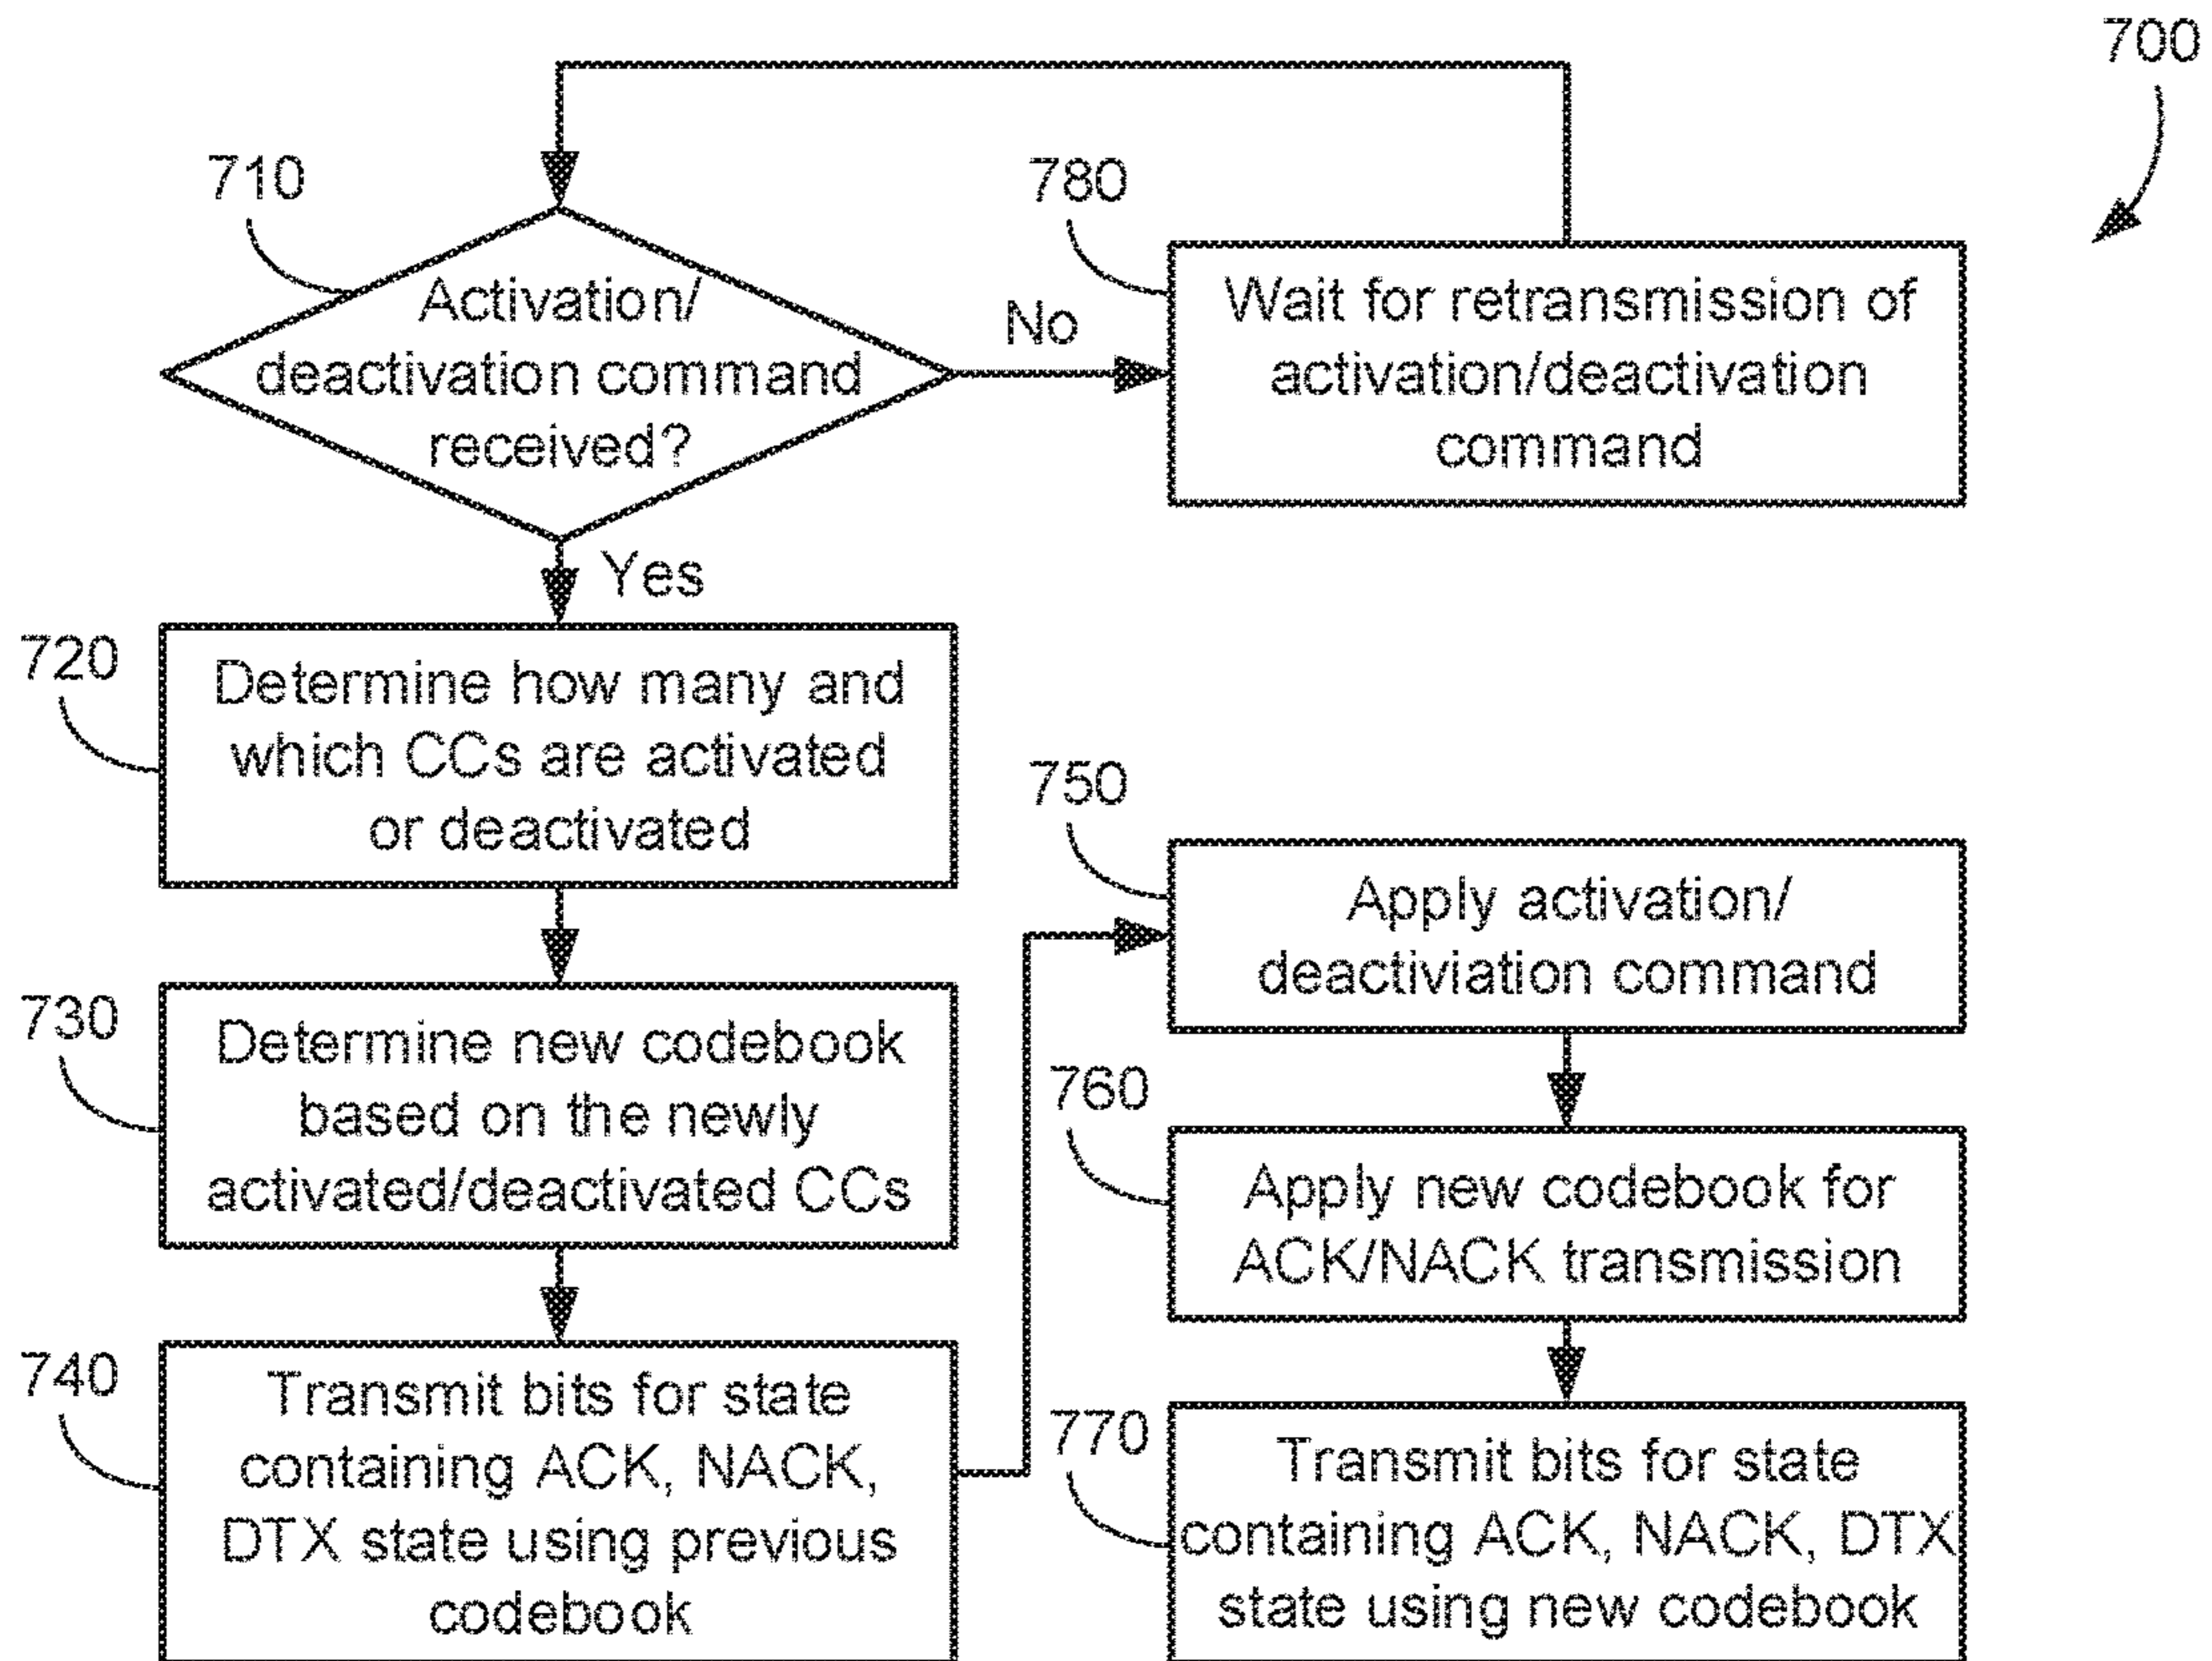 700
710
Activation/
deactivation command
received?
No
780
Wait for retransmission of
activation/deactivation
command
Yes
720
Determine how many and
which CCs are activated
or deactivated
730
Determine new codebook
based on the newly
activated/deactivated CCs
740
Transmit bits for state
containing ACK, NACK,
DTX state using previous
codebook
750
Apply activation/
deactiviation command
760
Apply new codebook for
ACK/NACK transmission
770
Transmit bits for state
containing ACK, NACK, DTX
state using new codebook